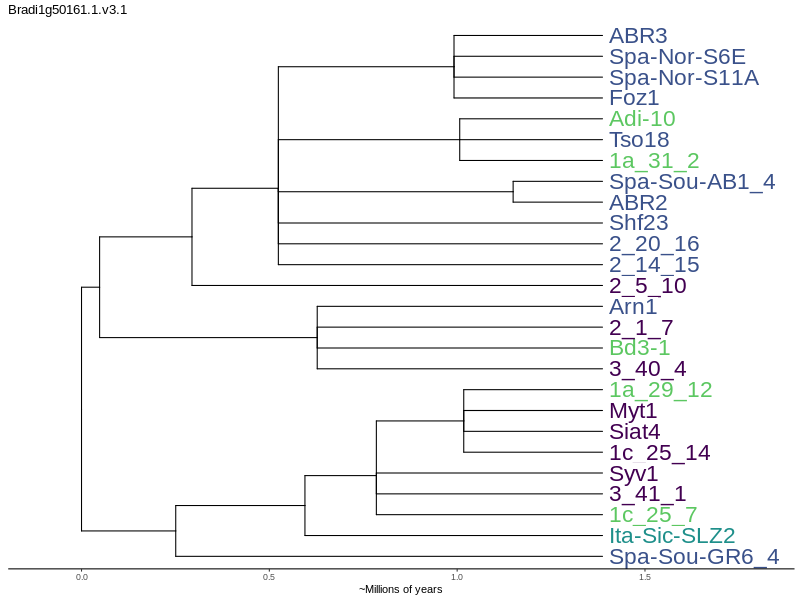 Bradi1g50161.1.v3.1
ABR3
Spa-Nor-S6E
Spa-Nor-S11A
Foz1
Adi-10
Tso18
1a_31_2
Spa-Sou-AB1_4
ABR2
Shf23
2_20_16
2_14_15
2_5_10
Arn1
2_1_7
Bd3-1
3_40_4
1a_29_12
Myt1
Siat4
1c_25_14
Syv1
3_41_1
1c_25_7
Ita-Sic-SLZ2
Spa-Sou-GR6_4
0.0 0.5 1.0 1.5
~Millions of years